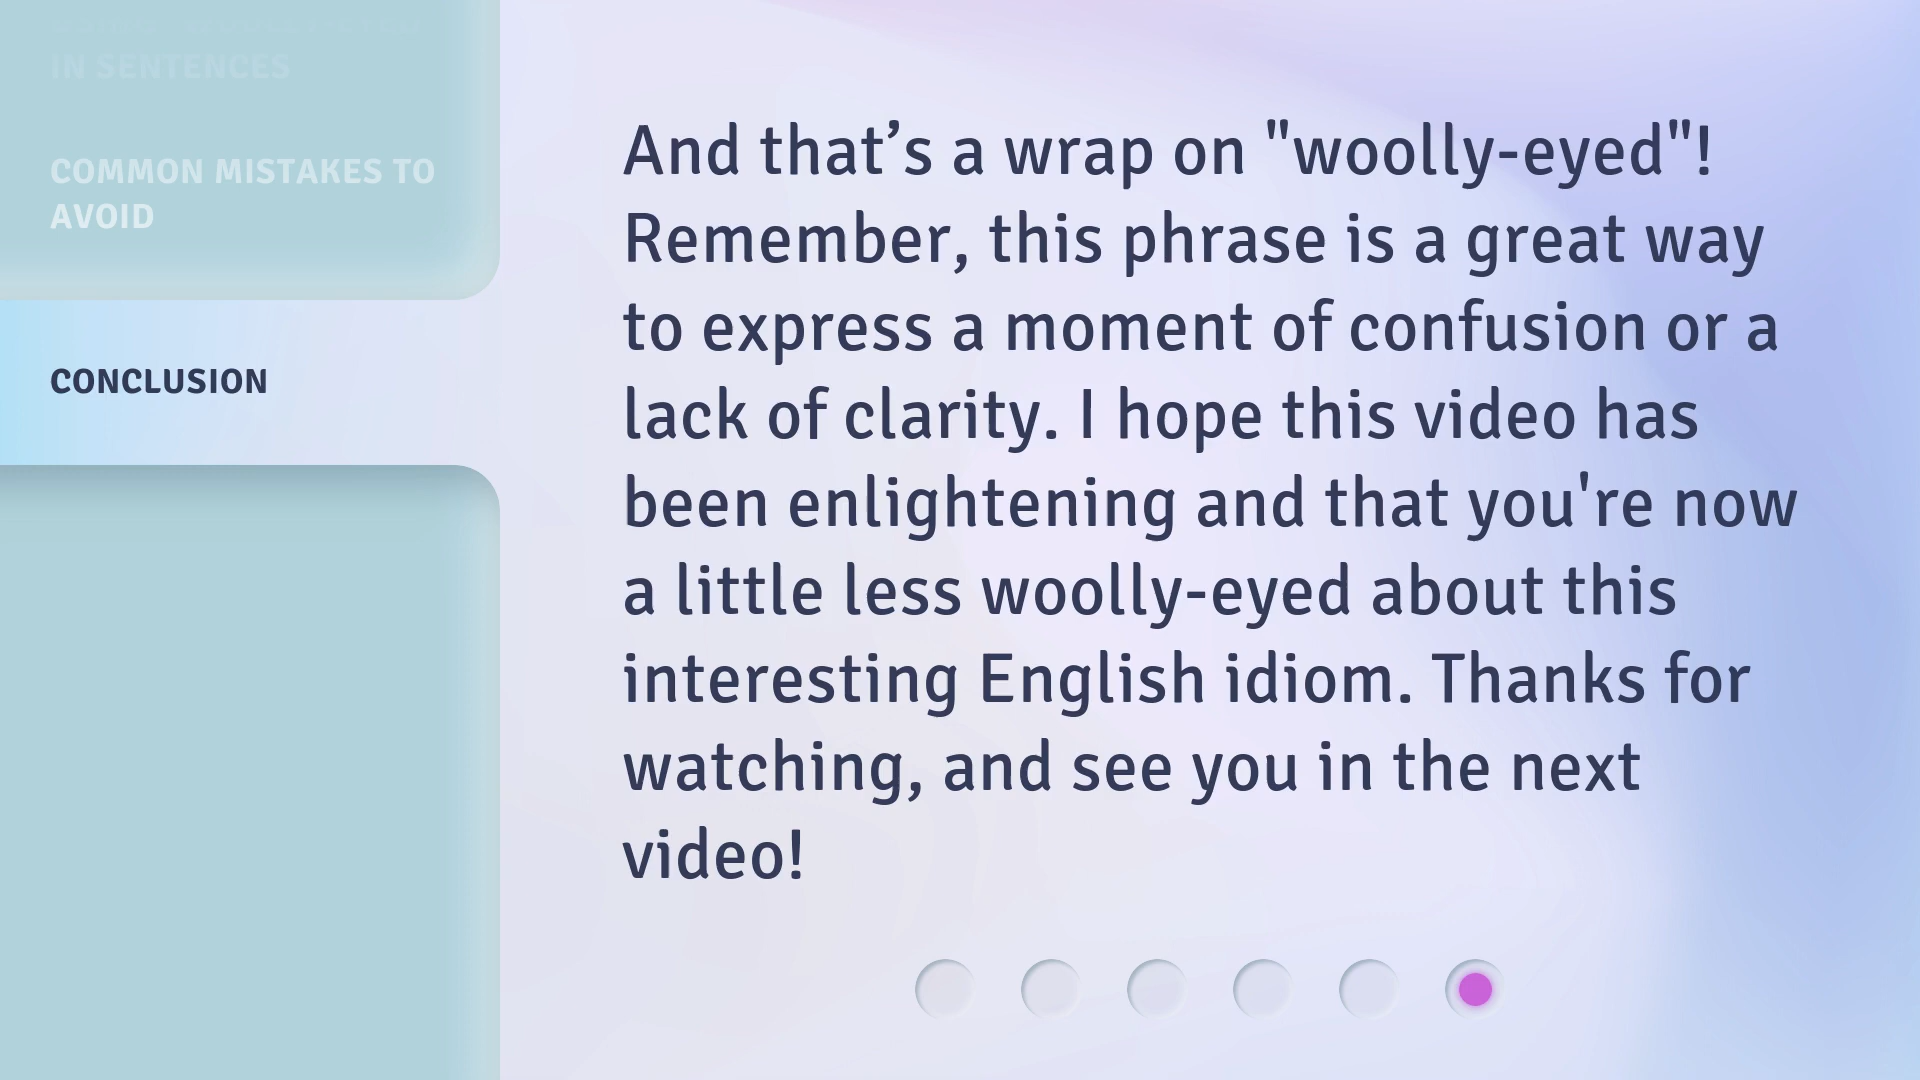 IN SENTENCES
COMMON MISTAKES TO
AVOID
CONCLUSION
And that’s a wrap on "woolly-eyed"!
Remember, this phrase is a great way
to express a moment of confusion or a
lack of clarity. I hope this video has
been enlightening and that you're now
a little less woolly-eyed about this
interesting English idiom. Thanks for
watching, and see you in the next
video!